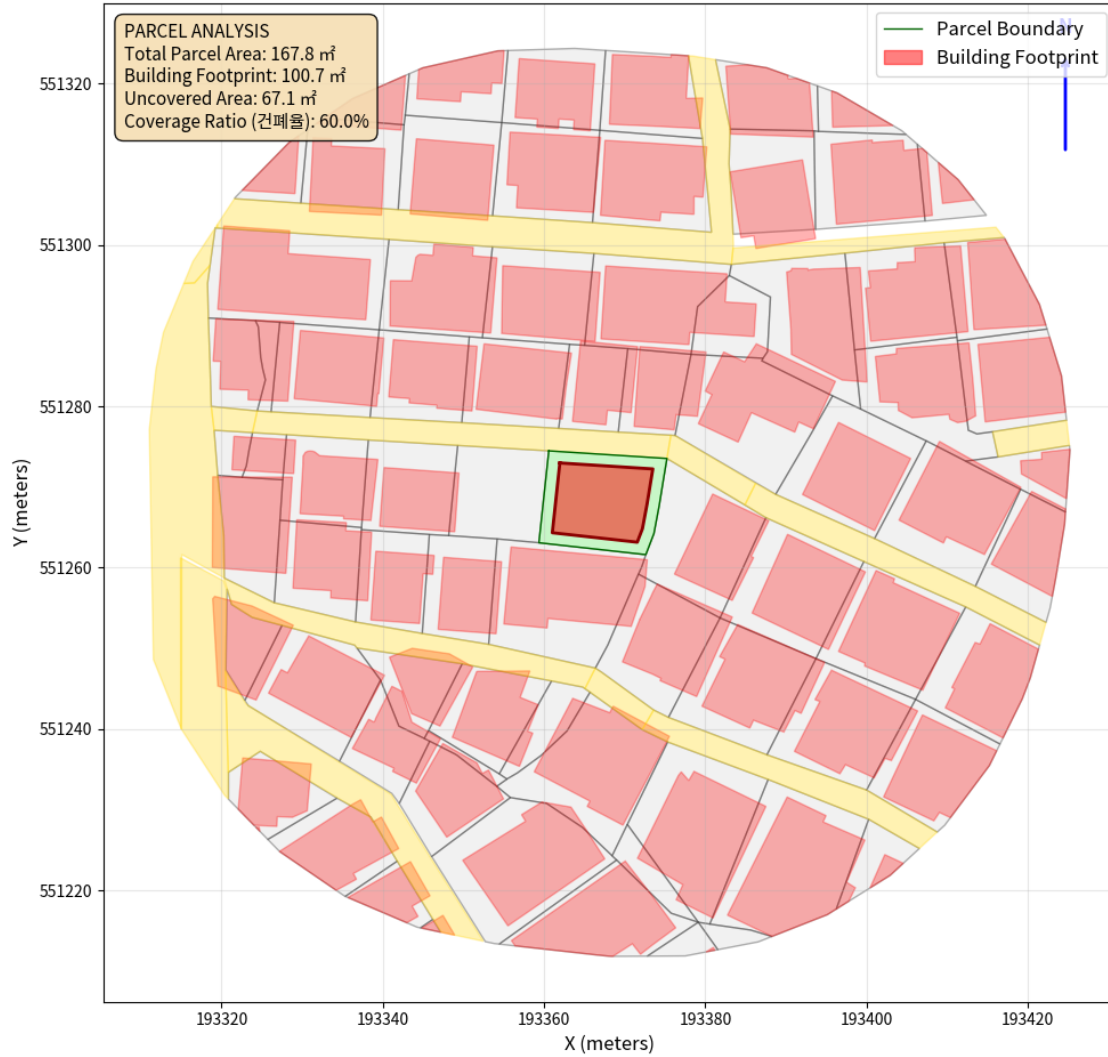 PARCEL ANALYSIS
Total Parcel Area: 167.8 ㎡
Building Footprint: 100.7 ㎡
Uncovered Area: 67.1 ㎡
Coverage Ratio (건폐율): 60.0%
Parcel Boundary
Building Footprint
N
551320
551300
551280
551260
551240
551220
Y (meters)
193320
193340
193360
193380
193400
193420
X (meters)